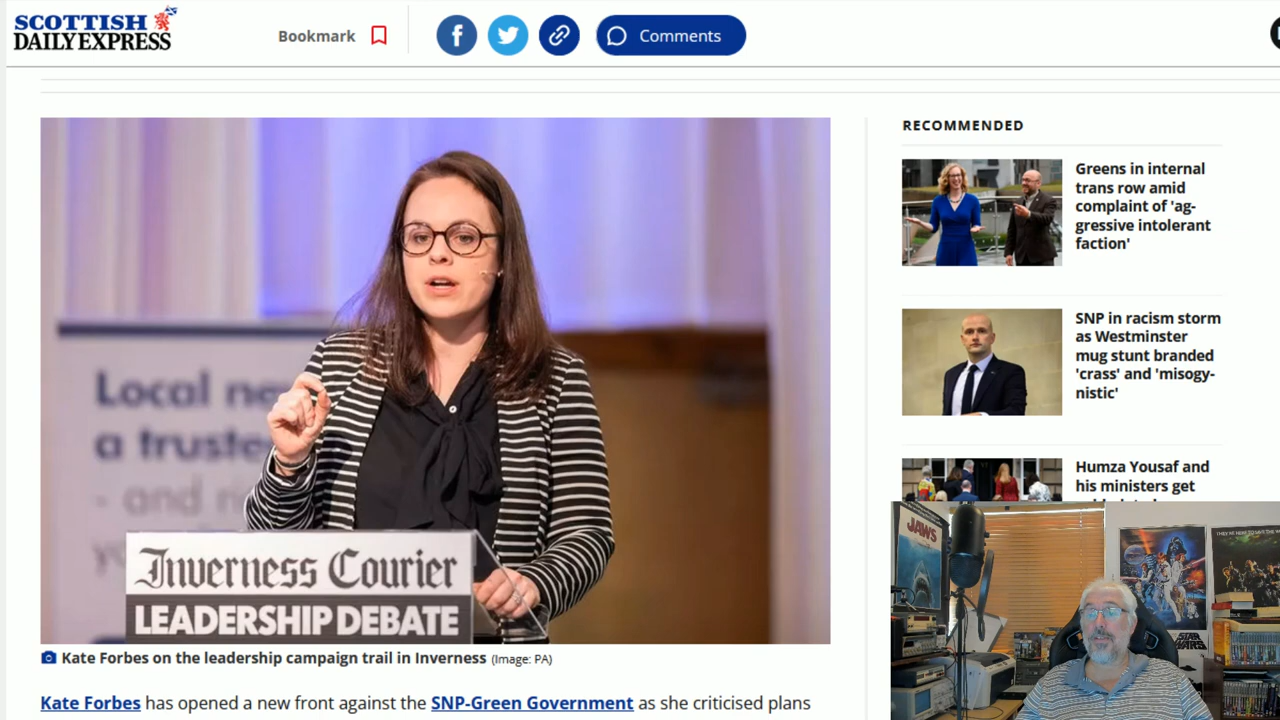 SCOTTISH
DAILY EXPRESS
Bookmark
Comments
RECOMMENDED
Greens in internal
trans row amid
complaint of 'ag-
gressive intolerant
faction'
SNP in racism storm
as Westminster
mug stunt branded
'crass' and 'misogy-
nistic'
Humza Yousaf and
his ministers get
Local
a
- and
Inverness Courier
LEADERSHIP DEBATE
JAWS
STAR
WARS
Kate Forbes on the leadership campaign trail in Inverness (Image: PA)
Kate Forbes has opened a new front against the SNP-Green Government as she criticised plans